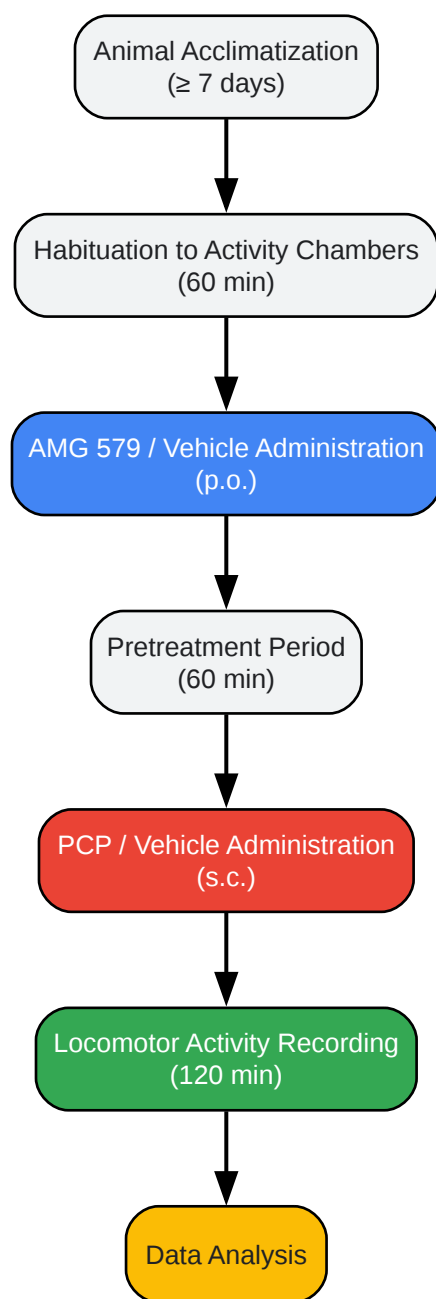 Animal Acclimatization
(≥ 7 days)
Habituation to Activity Chambers
(60 min)
AMG 579 / Vehicle Administration
(p.o.)
Pretreatment Period
(60 min)
PCP / Vehicle Administration
(s.c.)
Locomotor Activity Recording
(120 min)
Data Analysis